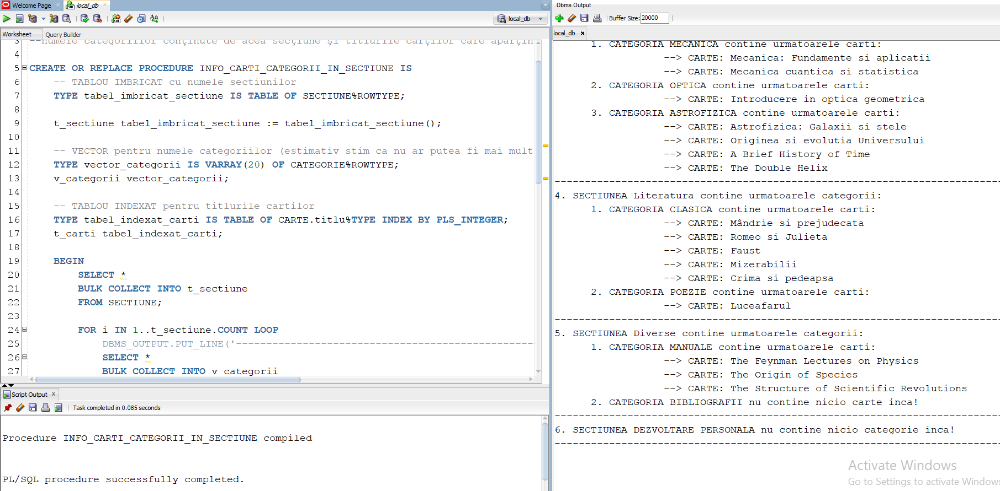 Welcome Page
local_db
local_db
Worksheet
Query Builder
3 --numele categoriilor conținute de acea secțiune și titlurile cărților care aparțin
4
5 CREATE OR REPLACE PROCEDURE INFO_CARTI_CATEGORII_IN_SECTIUNE IS
6 -- TABLOU IMBRICAT cu numele sectiunilor
7 TYPE tabel_imbricat_sectiune IS TABLE OF SECTIUNE%ROWTYPE;
8
9 t_sectiune tabel_imbricat_sectiune := tabel_imbricat_sectiune();
10
11 -- VECTOR pentru numele categoriilor (estimativ stim ca nu ar putea fi mai mult
12 TYPE vector_categorii IS VARRAY(20) OF CATEGORIE%ROWTYPE;
13 v_categorii vector_categorii;
14
15 -- TABLOU INDEXAT pentru titlurile cartilor
16 TYPE tabel_indexat_carti IS TABLE OF CARTE.titlu%TYPE INDEX BY PLS_INTEGER;
17 t_carti tabel_indexat_carti;
18
19 BEGIN
20 SELECT *
21 BULK COLLECT INTO t_sectiune
22 FROM SECTIUNE;
23
24 FOR i IN 1..t_sectiune.COUNT LOOP
25 DBMS_OUTPUT.PUT_LINE('-------------------------------------------------
26 SELECT *
27 BULK COLLECT INTO v_categorii
Script Output
Task completed in 0.085 seconds
Procedure INFO_CARTI_CATEGORII_IN_SECTIUNE compiled
PL/SQL procedure successfully completed.
Dbms Output
Buffer Size: 20000
local_db
1. CATEGORIA MECANICA contine urmatoarele carti:
--> CARTE: Mecanica: Fundamente si aplicatii
--> CARTE: Mecanica cuantica si statistica
2. CATEGORIA OPTICA contine urmatoarele carti:
--> CARTE: Introducere in optica geometrica
3. CATEGORIA ASTROFIZICA contine urmatoarele carti:
--> CARTE: Astrofizica: Galaxii si stele
--> CARTE: Originea si evolutia Universului
--> CARTE: A Brief History of Time
--> CARTE: The Double Helix
--------------------------------------------------------------------------
4. SECTIUNEA Literatura contine urmatoarele categorii:
1. CATEGORIA CLASICA contine urmatoarele carti:
--> CARTE: Mândrie si prejudecata
--> CARTE: Romeo si Julieta
--> CARTE: Faust
--> CARTE: Mizerabilii
--> CARTE: Crima si pedeapsa
2. CATEGORIA POEZIE contine urmatoarele carti:
--> CARTE: Luceafarul
--------------------------------------------------------------------------
5. SECTIUNEA Diverse contine urmatoarele categorii:
1. CATEGORIA MANUALE contine urmatoarele carti:
--> CARTE: The Feynman Lectures on Physics
--> CARTE: The Origin of Species
--> CARTE: The Structure of Scientific Revolutions
2. CATEGORIA BIBLIOGRAFII nu contine nicio carte inca!
--------------------------------------------------------------------------
6. SECTIUNEA DEZVOLTARE PERSONALA nu contine nicio categorie inca!
--------------------------------------------------------------------------
Activate Windows
Go to Settings to activate Windows